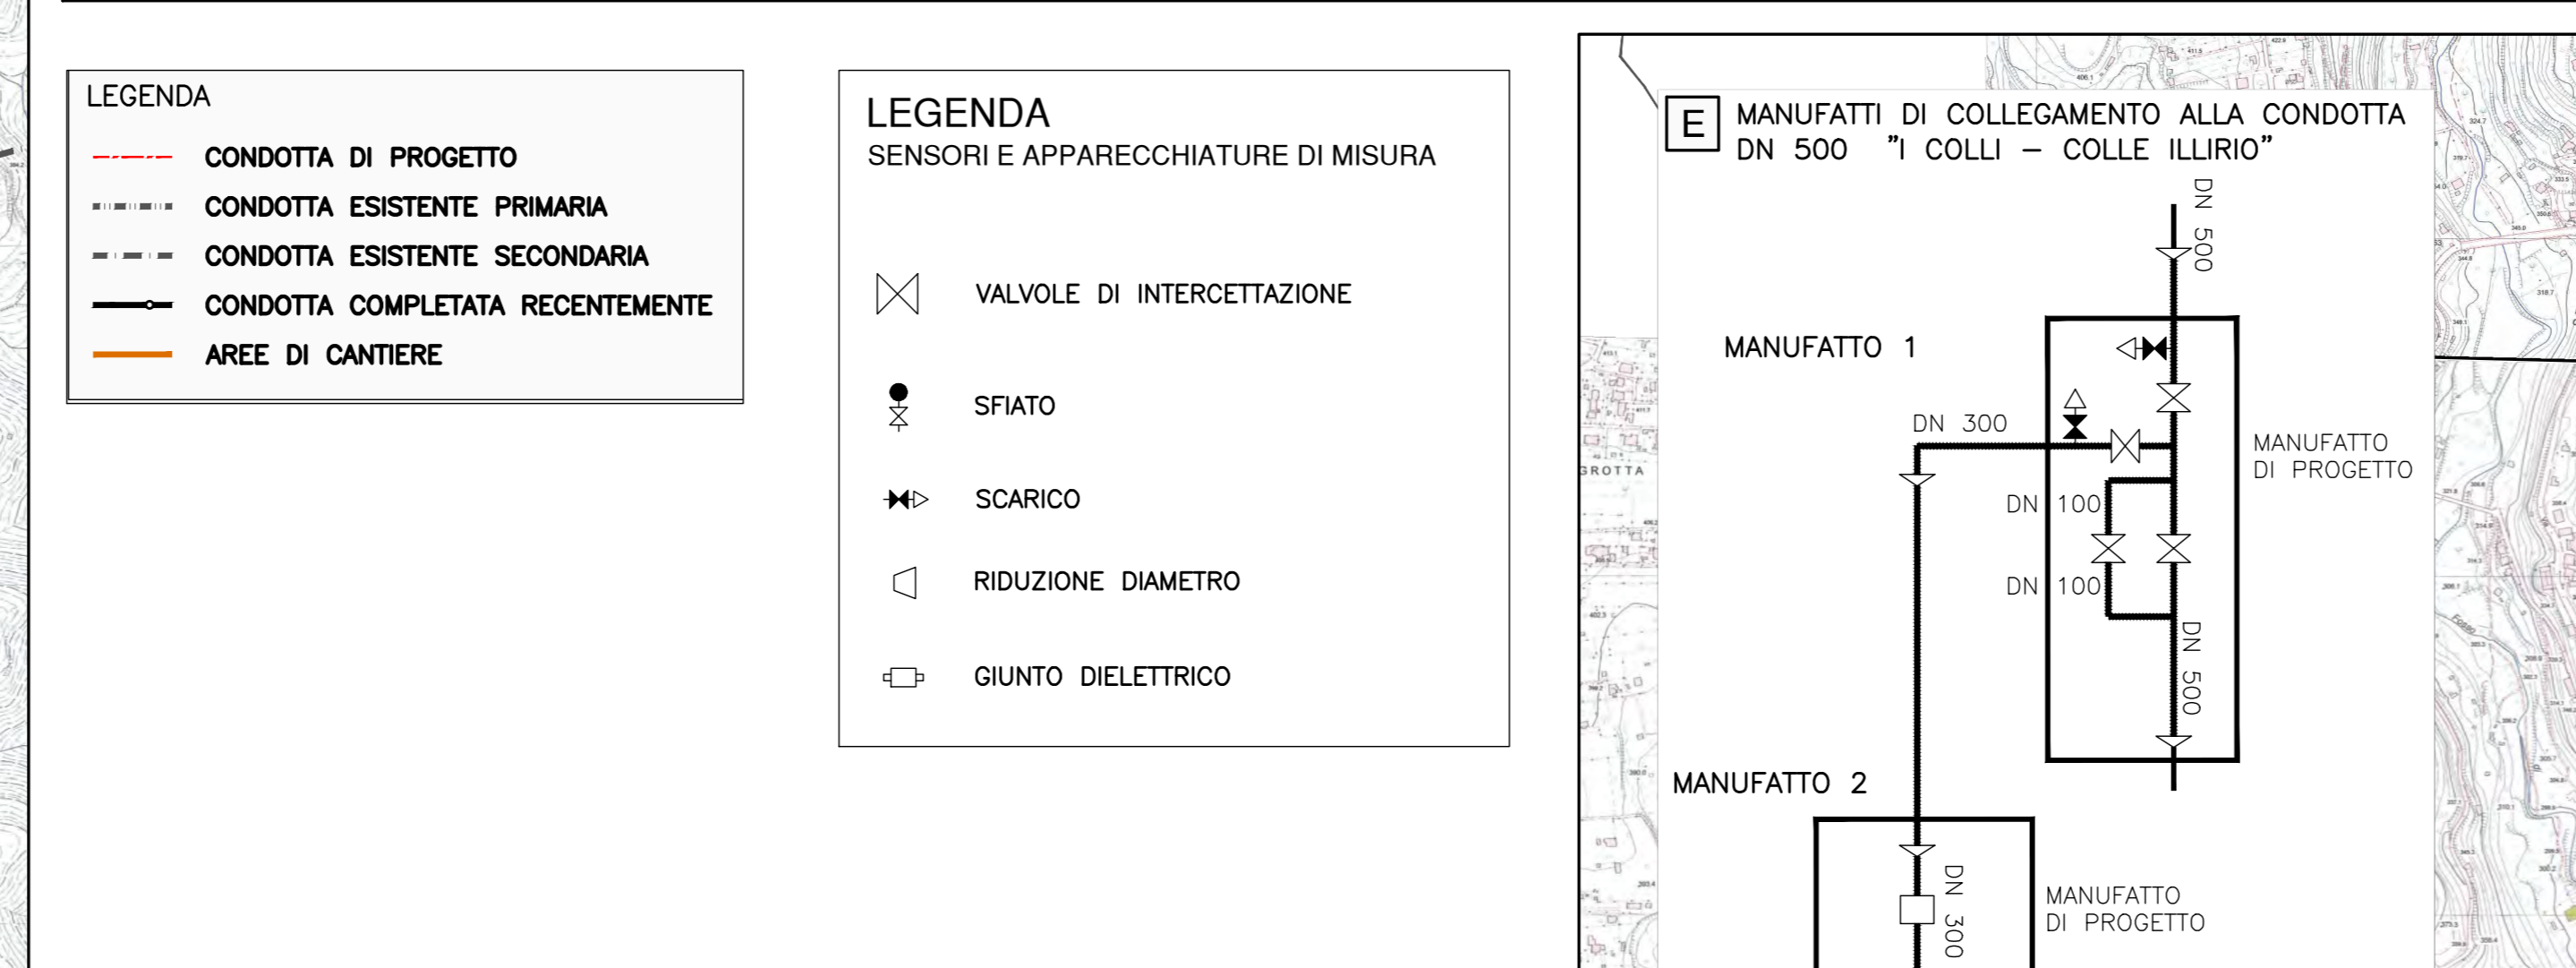 LEGENDA
CONDOTTA DI PROGETTO
CONDOTTA ESISTENTE PRIMARIA
CONDOTTA ESISTENTE SECONDARIA
CONDOTTA COMPLETATA RECENTEMENTE
AREE DI CANTIERE
LEGENDA
SENSORI E APPARECCHIATURE DI MISURA
VALVOLE DI INTERCETTAZIONE
SFIATO
SCARICO
RIDUZIONE DIAMETRO
GIUNTO DIELETTRICO
E
MANUFATTI DI COLLEGAMENTO ALLA CONDOTTA
DN 500 "I COLLI – COLLE ILLIRIO"
DN 500
MANUFATTO 1
DN 300
MANUFATTO
DI PROGETTO
DN 100
DN 100
DN 500
MANUFATTO 2
DN 300
MANUFATTO
DI PROGETTO
GROTTA
Fosso